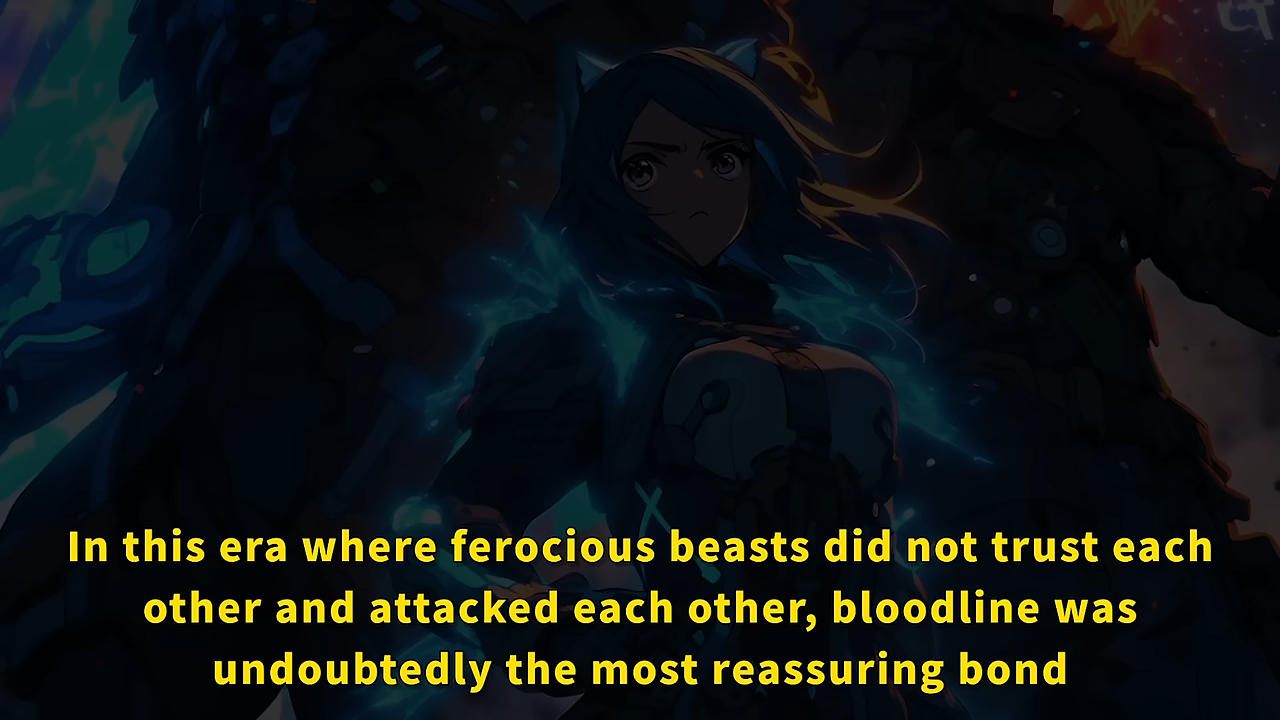 In this era where ferocious beasts did not trust each
other and attacked each other, bloodline was
undoubtedly the most reassuring bond